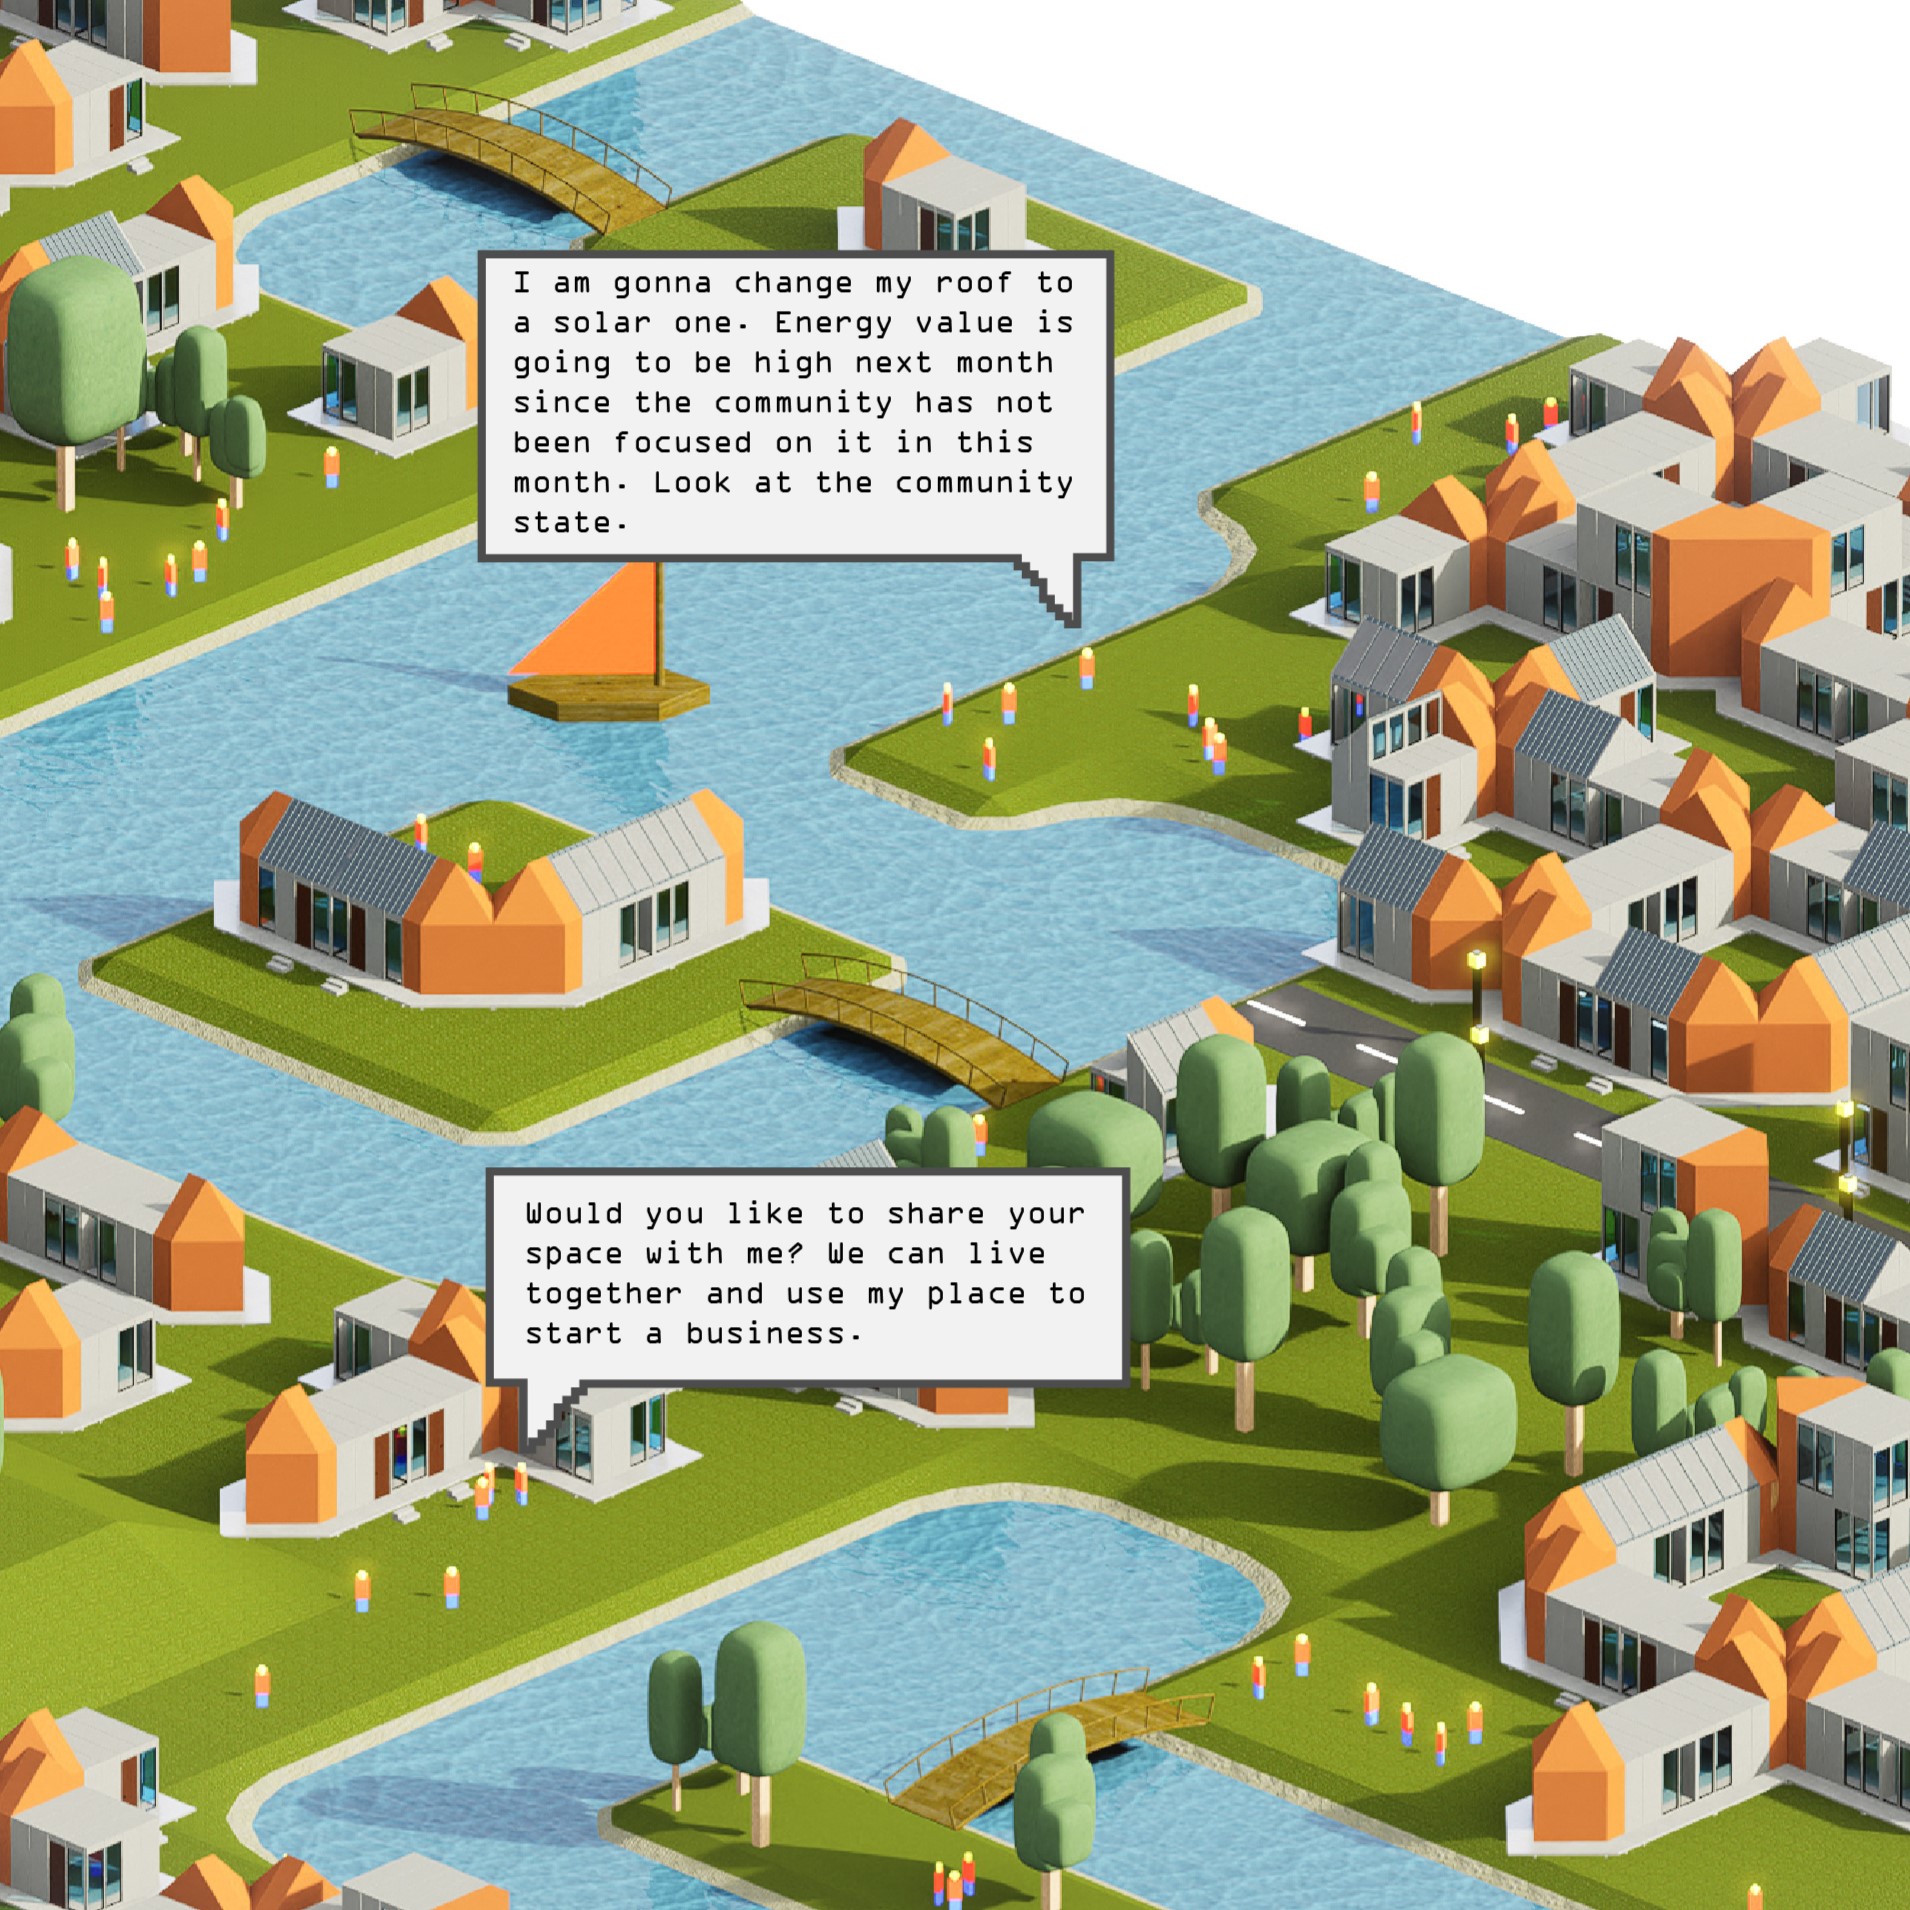 I am gonna change my roof to
a solar one. Energy value is
going to be high next month
since the community has not
been focused on it in this
month. Look at the community
state.
Would you like to share your
space with me? We can live
together and use my place to
start a business.